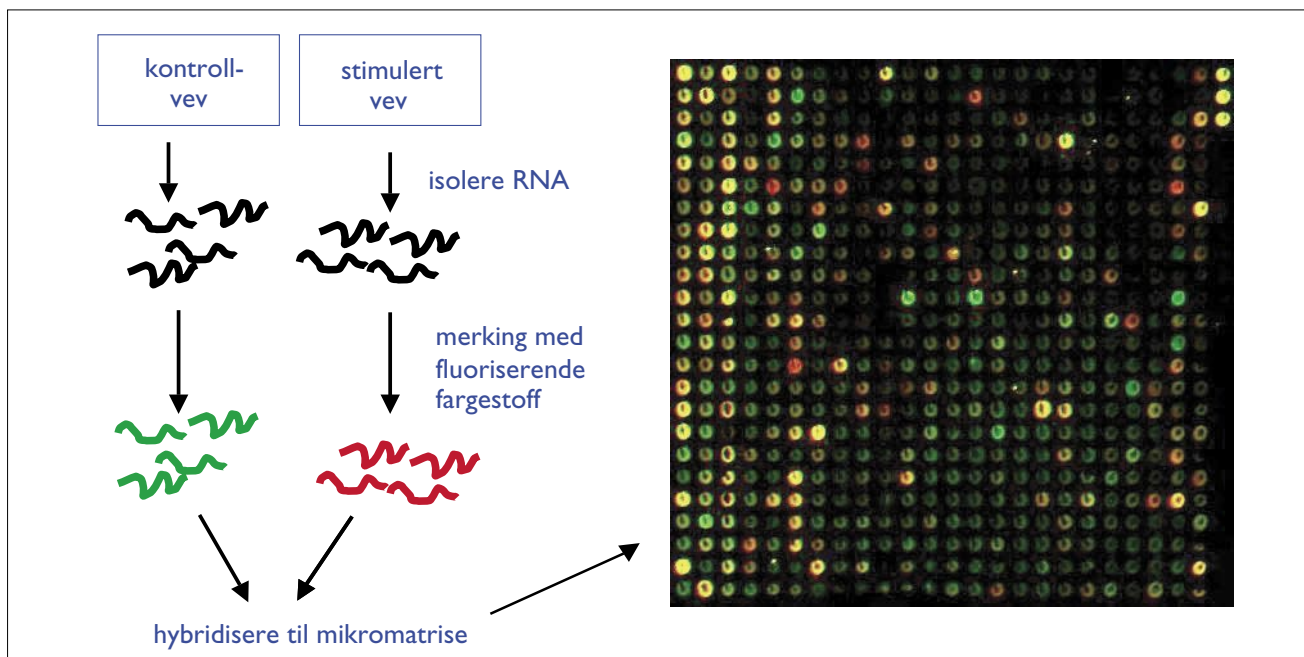 kontroll-
vev
stimulert
vev
isolere RNA
merking med
fluoriserende
fargestoff
hybridisere til mikromatrise